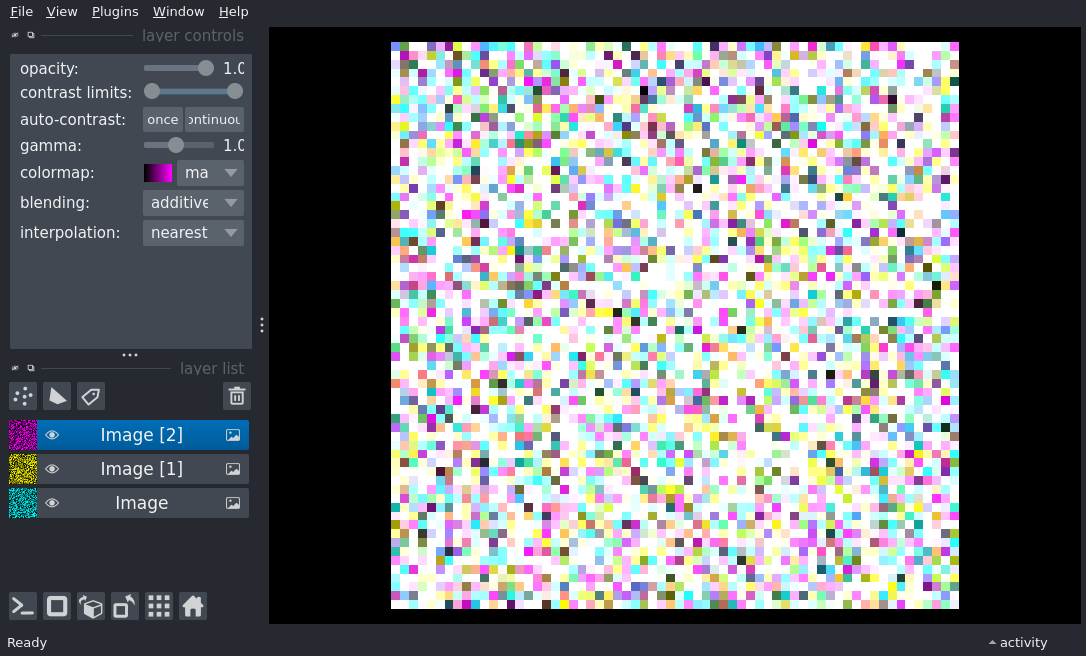 File View Plugins Window Help
layer controls
opacity: 1.0
contrast limits:
auto-contrast: once ontinuou
gamma: 1.0
colormap: ma
blending: additive
interpolation: nearest
layer list
Image [2]
Image [1]
Image
Ready activity